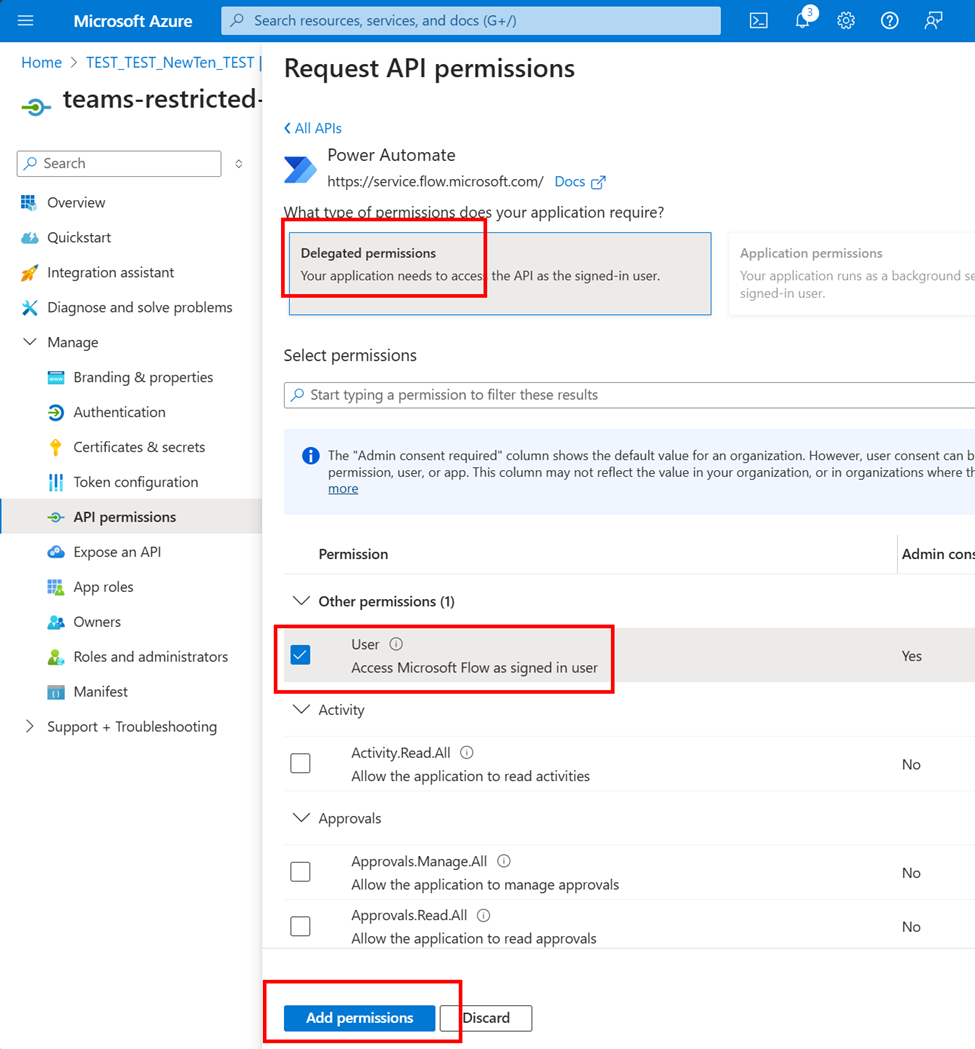 Microsoft Azure
Search resources, services, and docs (G+/)
3
Home > TEST_TEST_NewTen_TEST |
teams-restricted-
Search
Overview
Quickstart
Integration assistant
Diagnose and solve problems
Manage
Branding & properties
Authentication
Certificates & secrets
Token configuration
API permissions
Expose an API
App roles
Owners
Roles and administrators
Manifest
Support + Troubleshooting
Request API permissions
All APIs
Power Automate
https://service.flow.microsoft.com/ Docs
What type of permissions does your application require?
Delegated permissions
Your application needs to access the API as the signed-in user.
Application permissions
Your application runs as a background se
signed-in user.
Select permissions
Start typing a permission to filter these results
The "Admin consent required" column shows the default value for an organization. However, user consent can b
permission, user, or app. This column may not reflect the value in your organization, or in organizations where th
more
Permission
Admin cons
Other permissions (1)
User
Access Microsoft Flow as signed in user
Yes
Activity
Activity.Read.All
Allow the application to read activities
No
Approvals
Approvals.Manage.All
Allow the application to manage approvals
No
Approvals.Read.All
Allow the application to read approvals
No
Add permissions
Discard